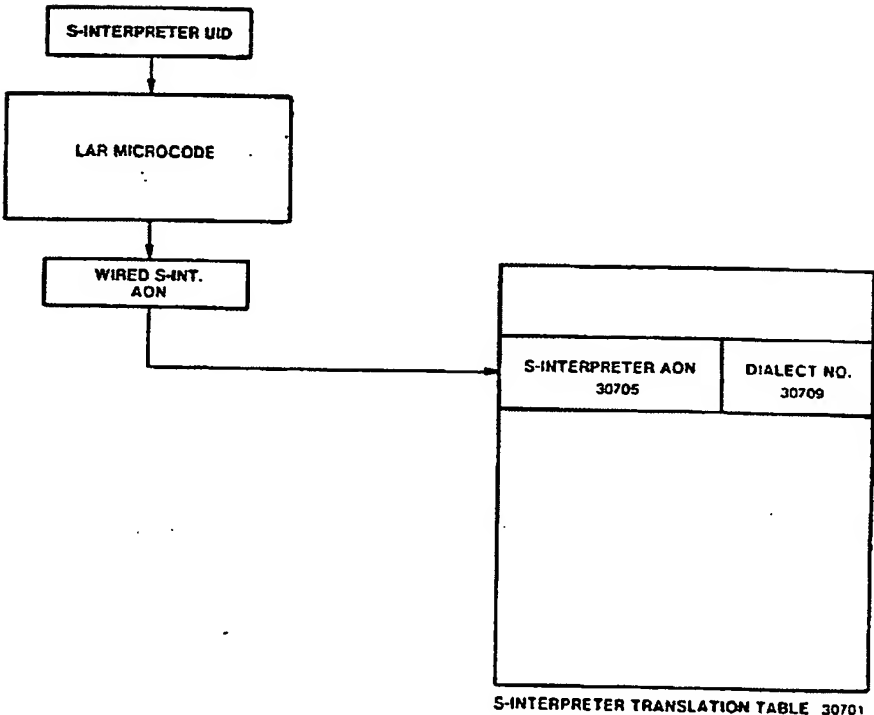 S-INTERPRETER UID
LAR MICROCODE
WIRED S-INT.
AON
S-INTERPRETER AON
30705
DIALECT NO.
30709
S-INTERPRETER TRANSLATION TABLE 30701